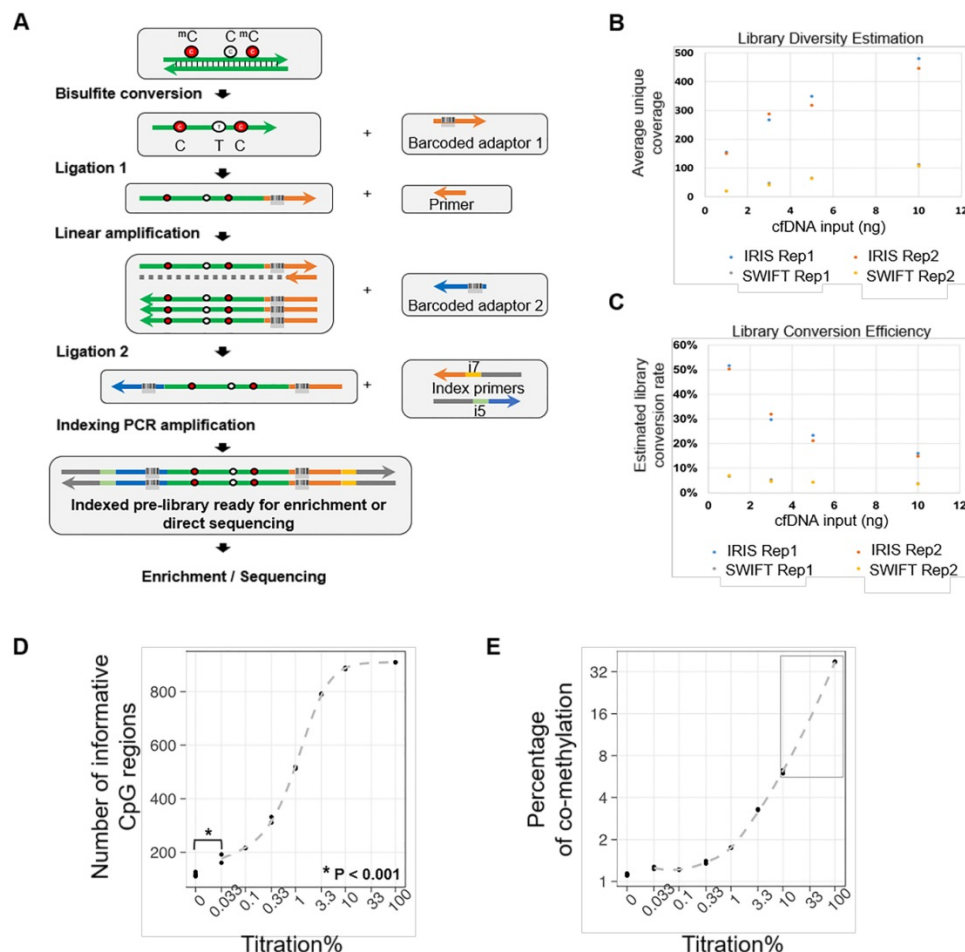 A
mC C mC
C C C
Bisulfite conversion
C T C
C T C
+
Barcoded adaptor 1
Ligation 1
+
Primer
Linear amplification
+
Barcoded adaptor 2
Ligation 2
+
i7
Index primers
i5
Indexing PCR amplification
Indexed pre-library ready for enrichment or
direct sequencing
Enrichment / Sequencing
B
Library Diversity Estimation
Average unique
coverage
500
400
300
200
100
0
0 2 4 6 8 10 12
cfDNA input (ng)
IRIS Rep1 IRIS Rep2
SWIFT Rep1 SWIFT Rep2
C
Library Conversion Efficiency
Estimated library
conversion rate
60%
50%
40%
30%
20%
10%
0%
0 2 4 6 8 10 12
cfDNA input (ng)
IRIS Rep1 IRIS Rep2
SWIFT Rep1 SWIFT Rep2
D
Number of informative
CpG regions
800
600
400
200
*
* P < 0.001
0 0.033 0.1 0.33 1 3.3 10 33 100
Titration%
E
Percentage
of co-methylation
32
16
8
4
2
1
0 0.033 0.1 0.33 1 3.3 10 33 100
Titration%